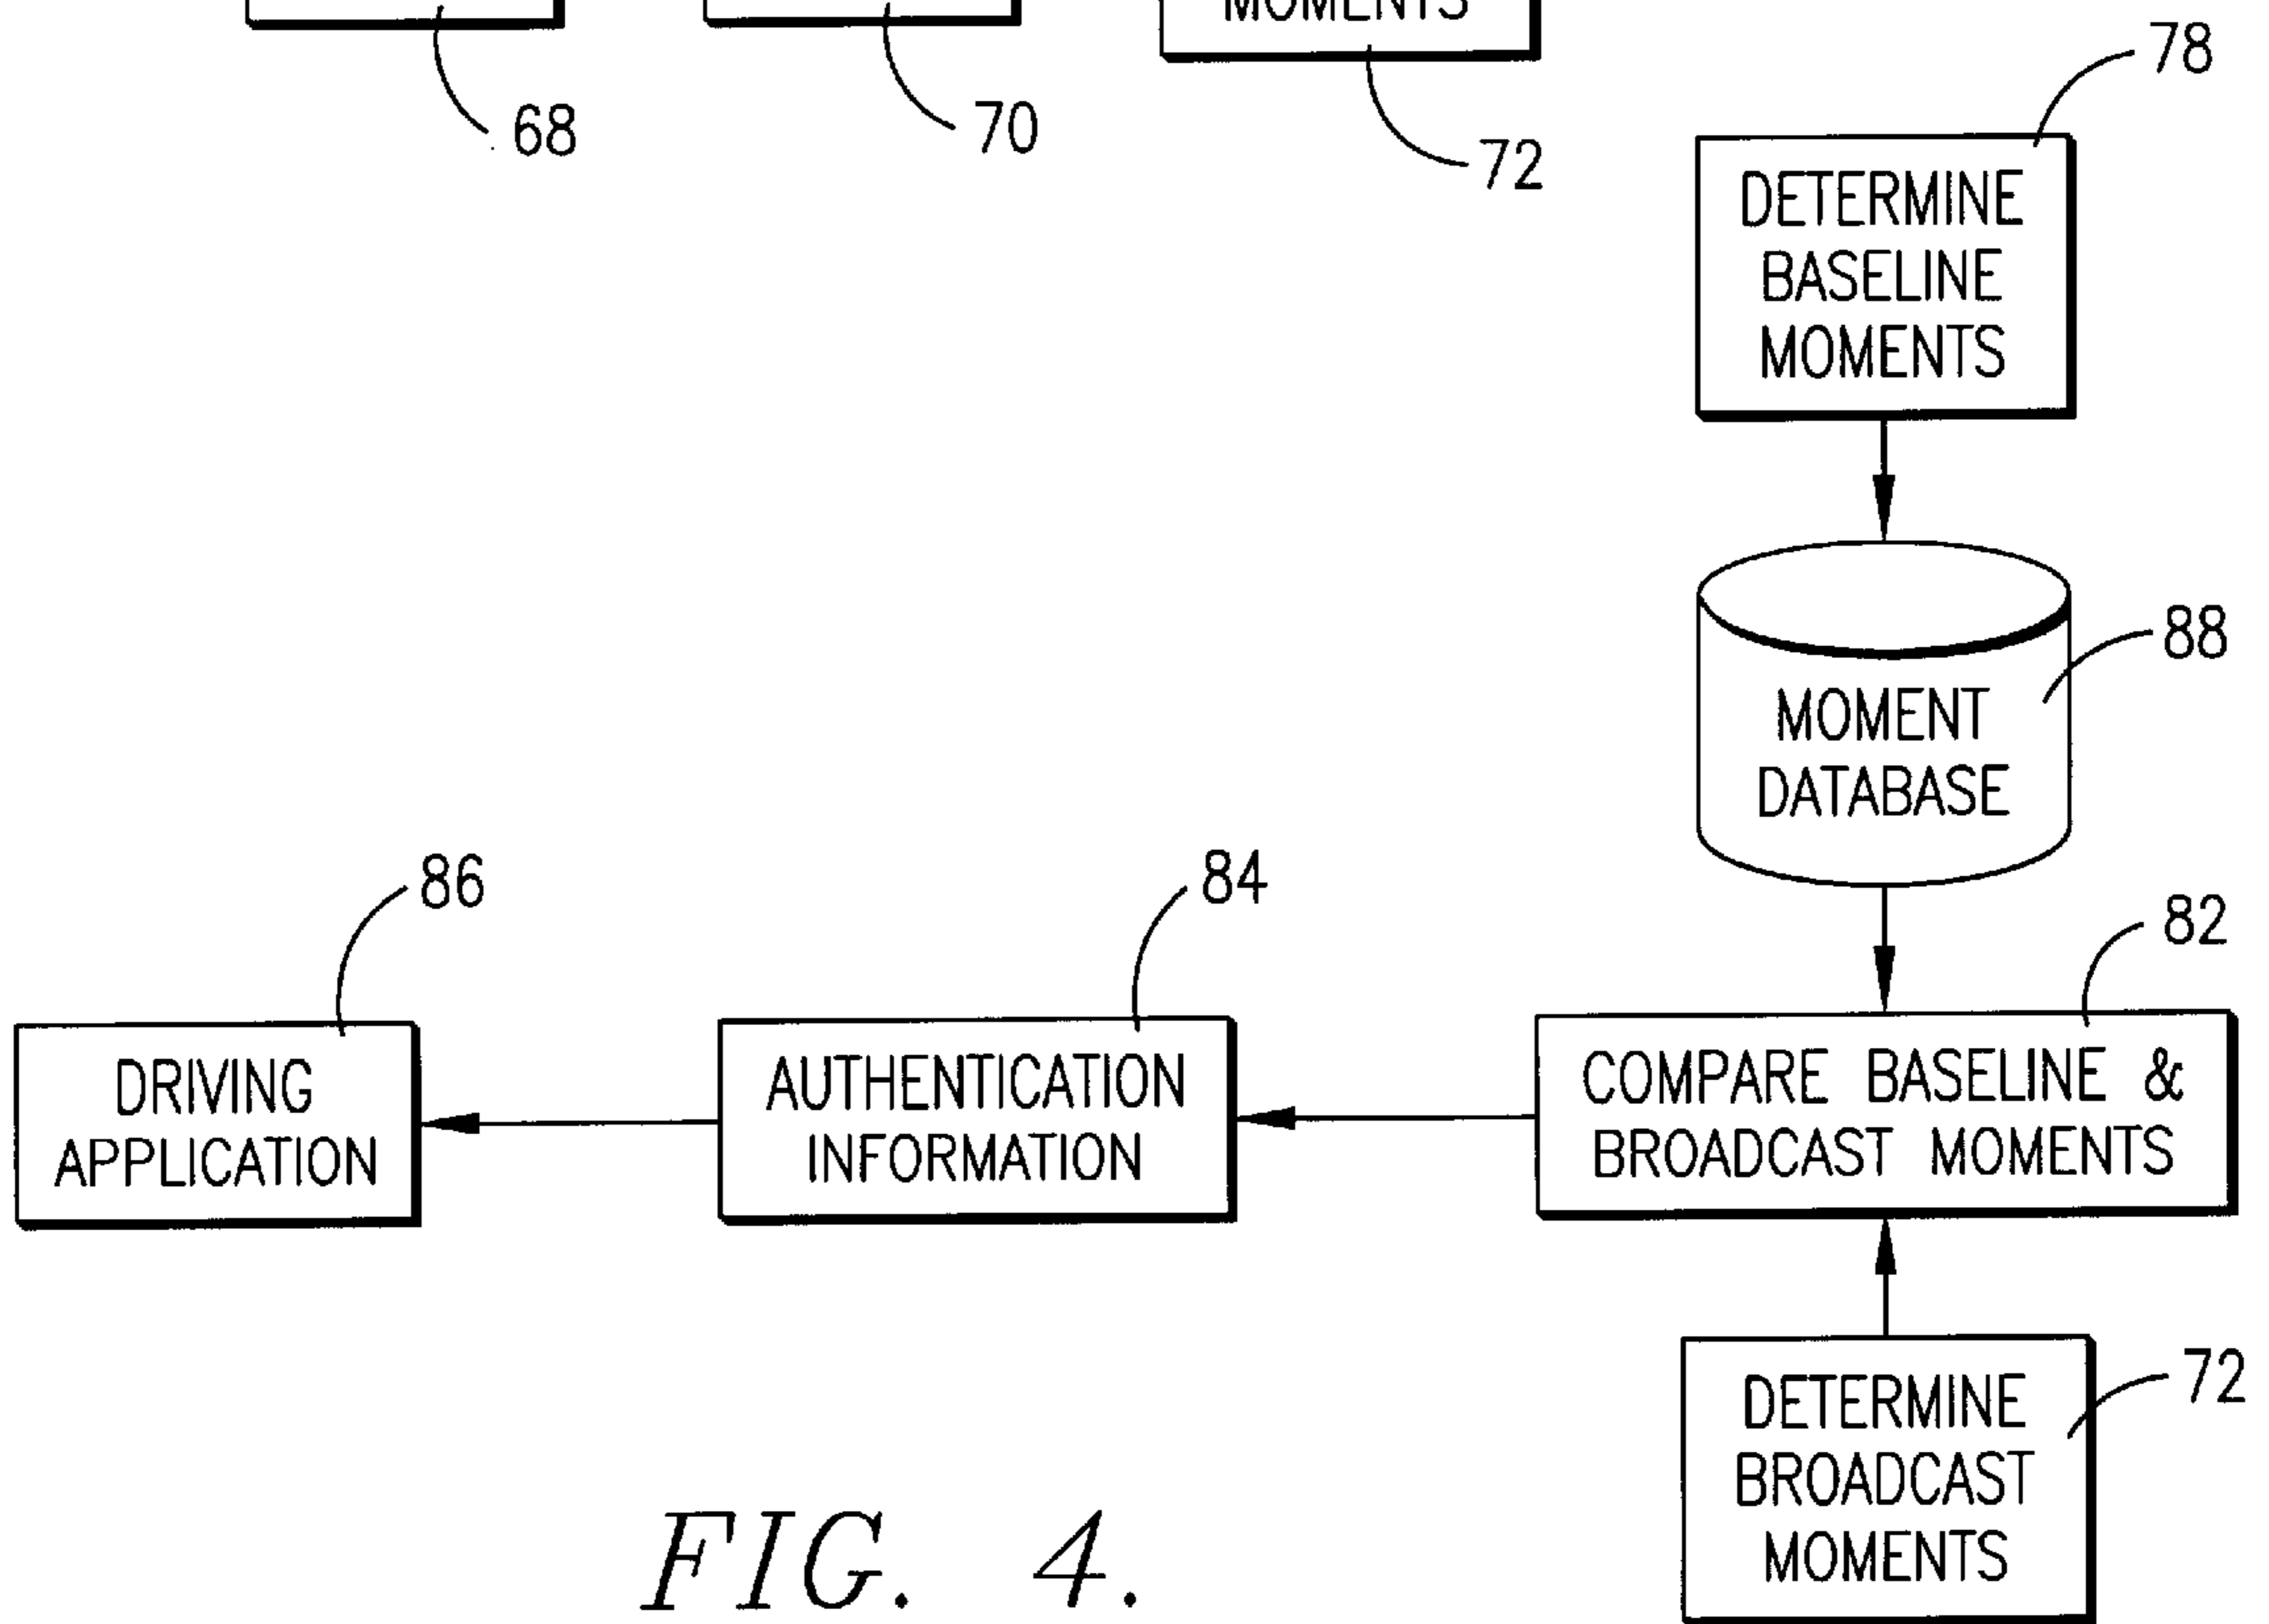 MOMENTS
68
70
72
78
DETERMINE
BASELINE
MOMENTS
88
MOMENT
DATABASE
86
84
82
DRIVING
APPLICATION
AUTHENTICATION
INFORMATION
COMPARE BASELINE &
BROADCAST MOMENTS
72
DETERMINE
BROADCAST
MOMENTS
FIG. 4.